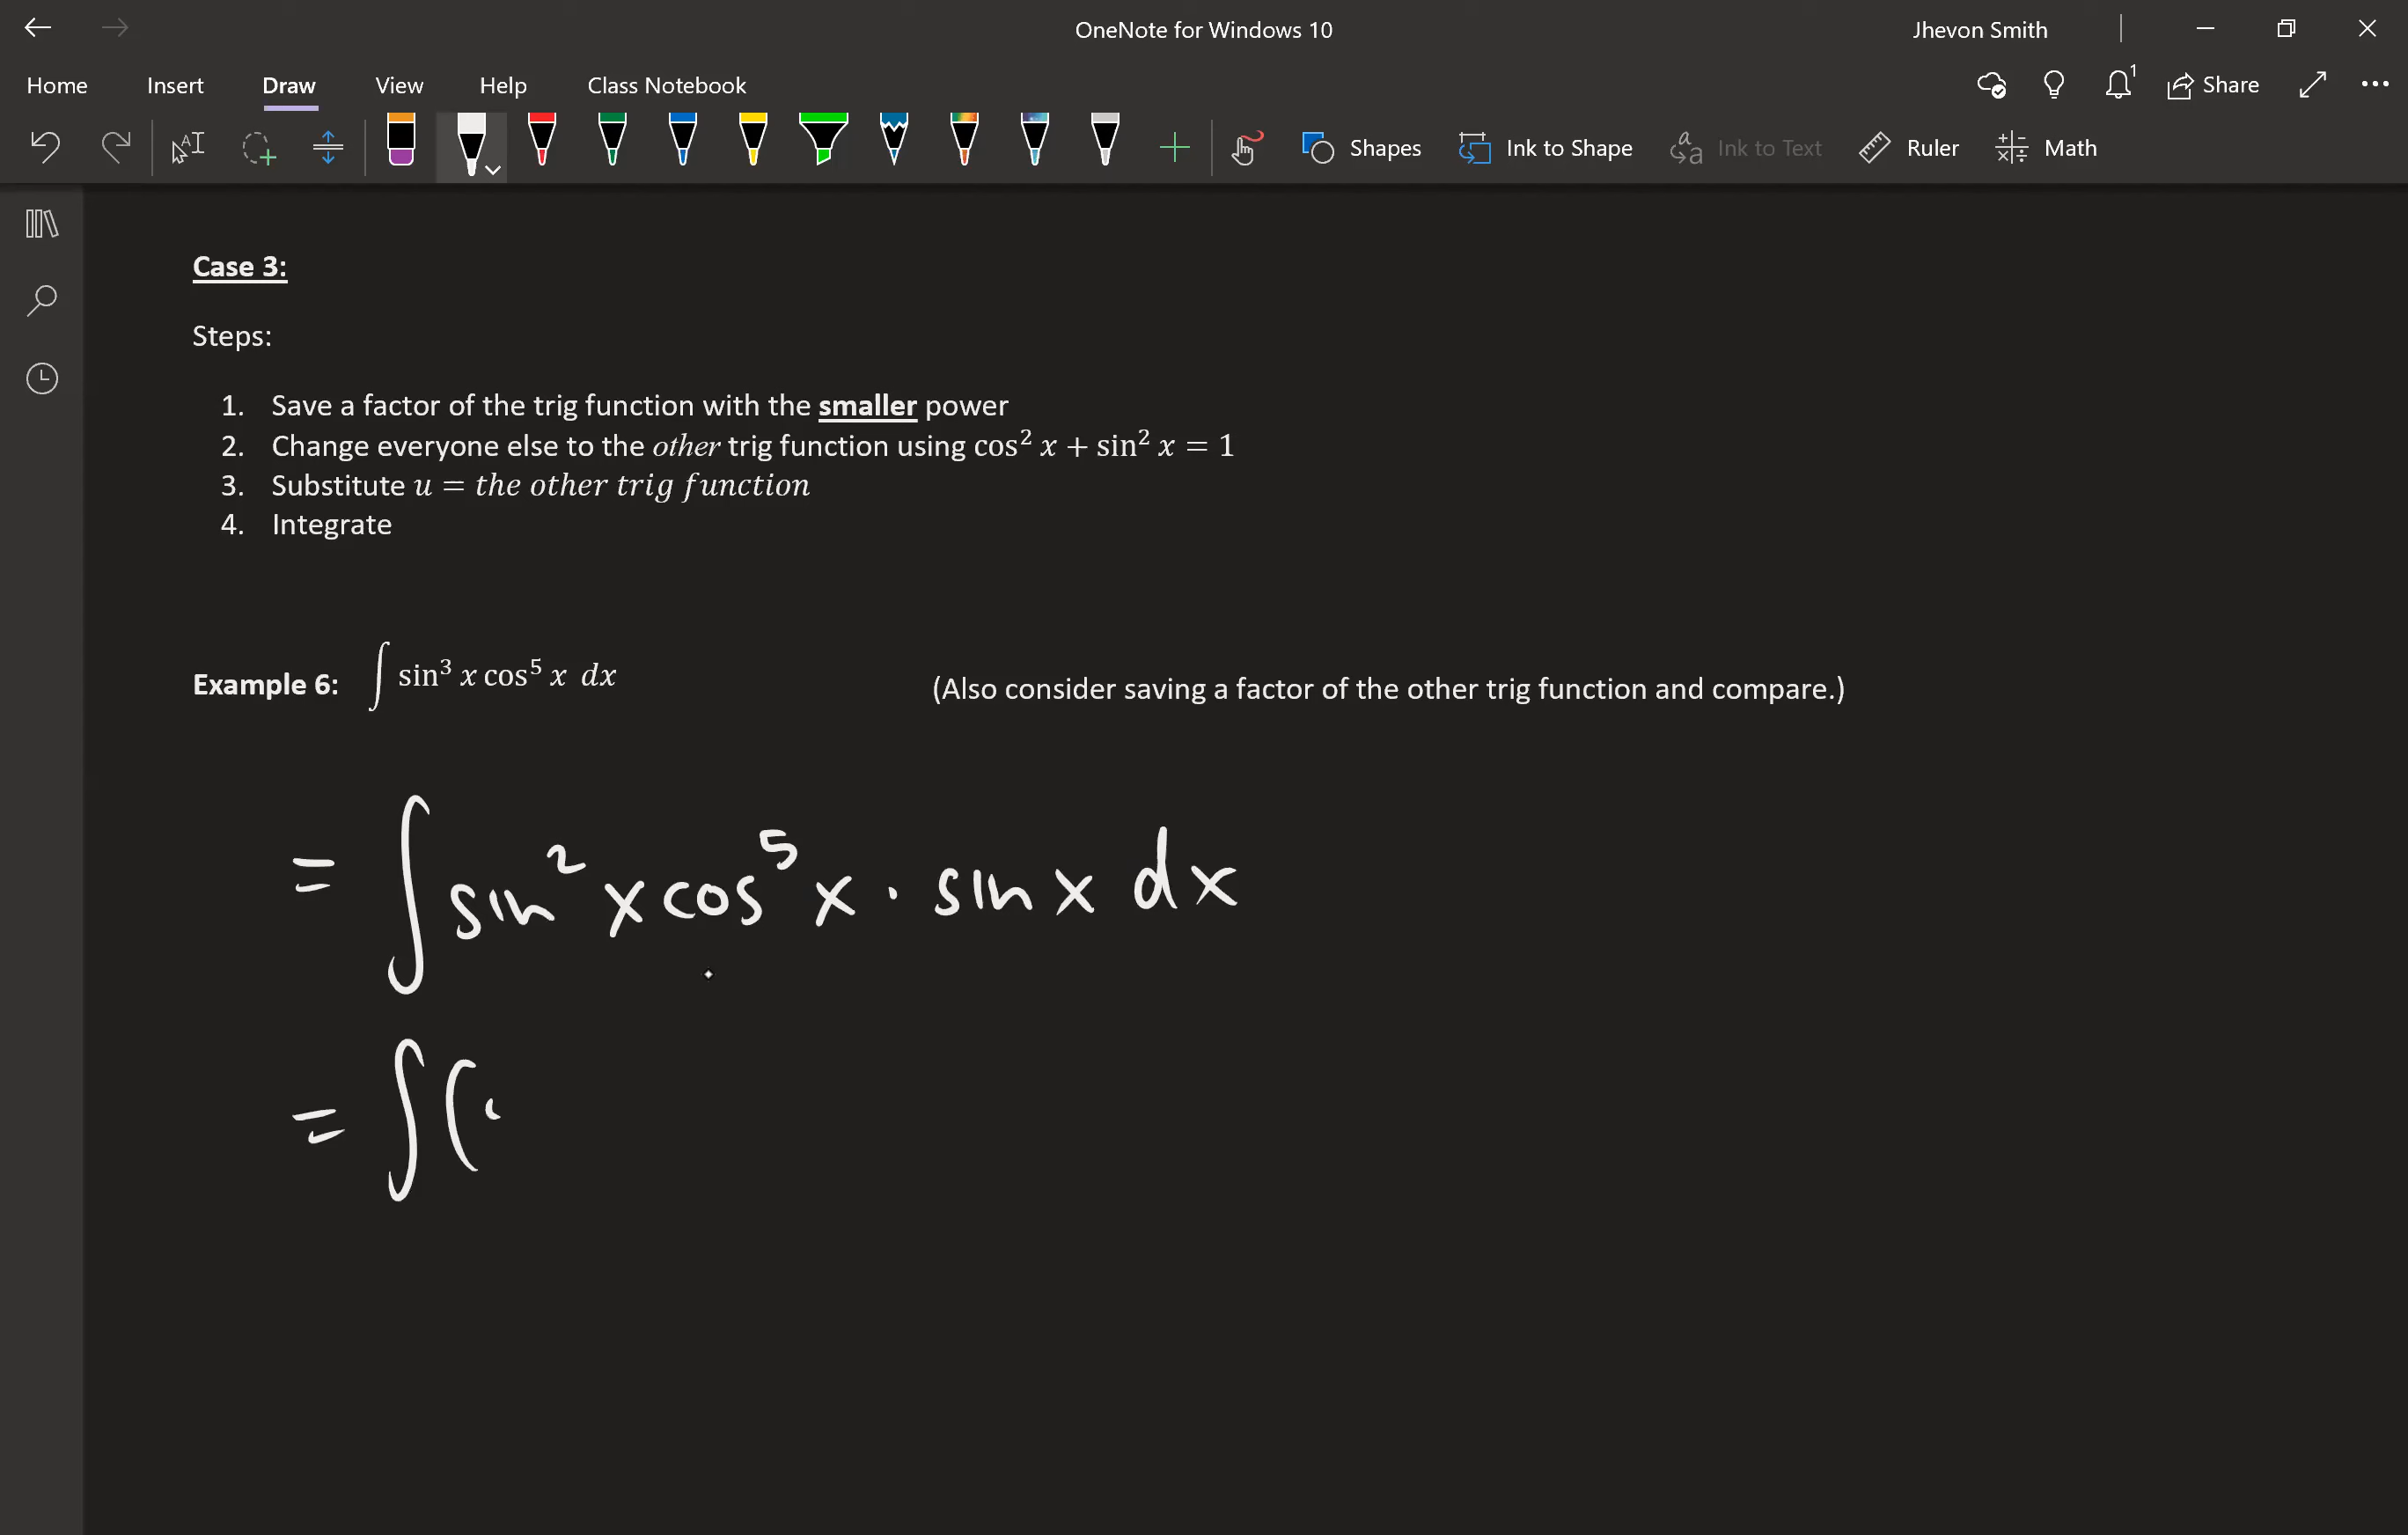 OneNote for Windows 10
Jhevon Smith
Home Insert Draw View Help Class Notebook
1 Share
Shapes Ink to Shape Ink to Text Ruler Math
Case 3:
Steps:
1. Save a factor of the trig function with the smaller power
2. Change everyone else to the other trig function using cos² x + sin² x = 1
3. Substitute u = the other trig function
4. Integrate
Example 6: ∫ sin³ x cos⁵ x dx (Also consider saving a factor of the other trig function and compare.)
= ∫ sin² x cos⁵ x · sin x dx
= ∫ (